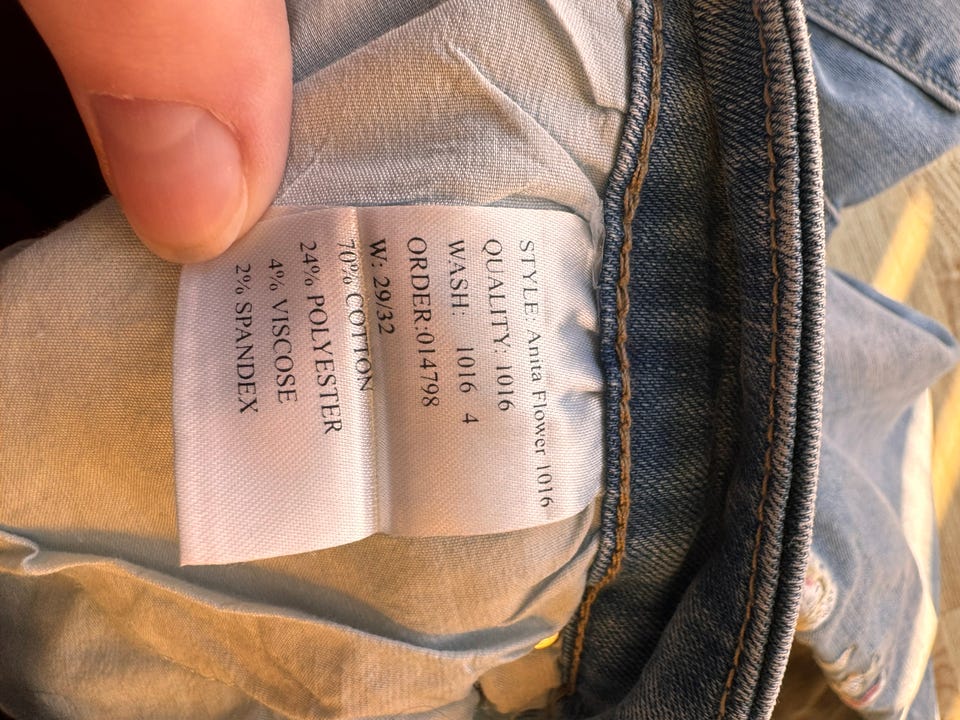 STYLE: Anita Flower 1016
QUALITY: 1016
WASH: 1016 4
ORDER:014798
W: 29/32
70% COTTON
24% POLYESTER
4% VISCOSE
2% SPANDEX